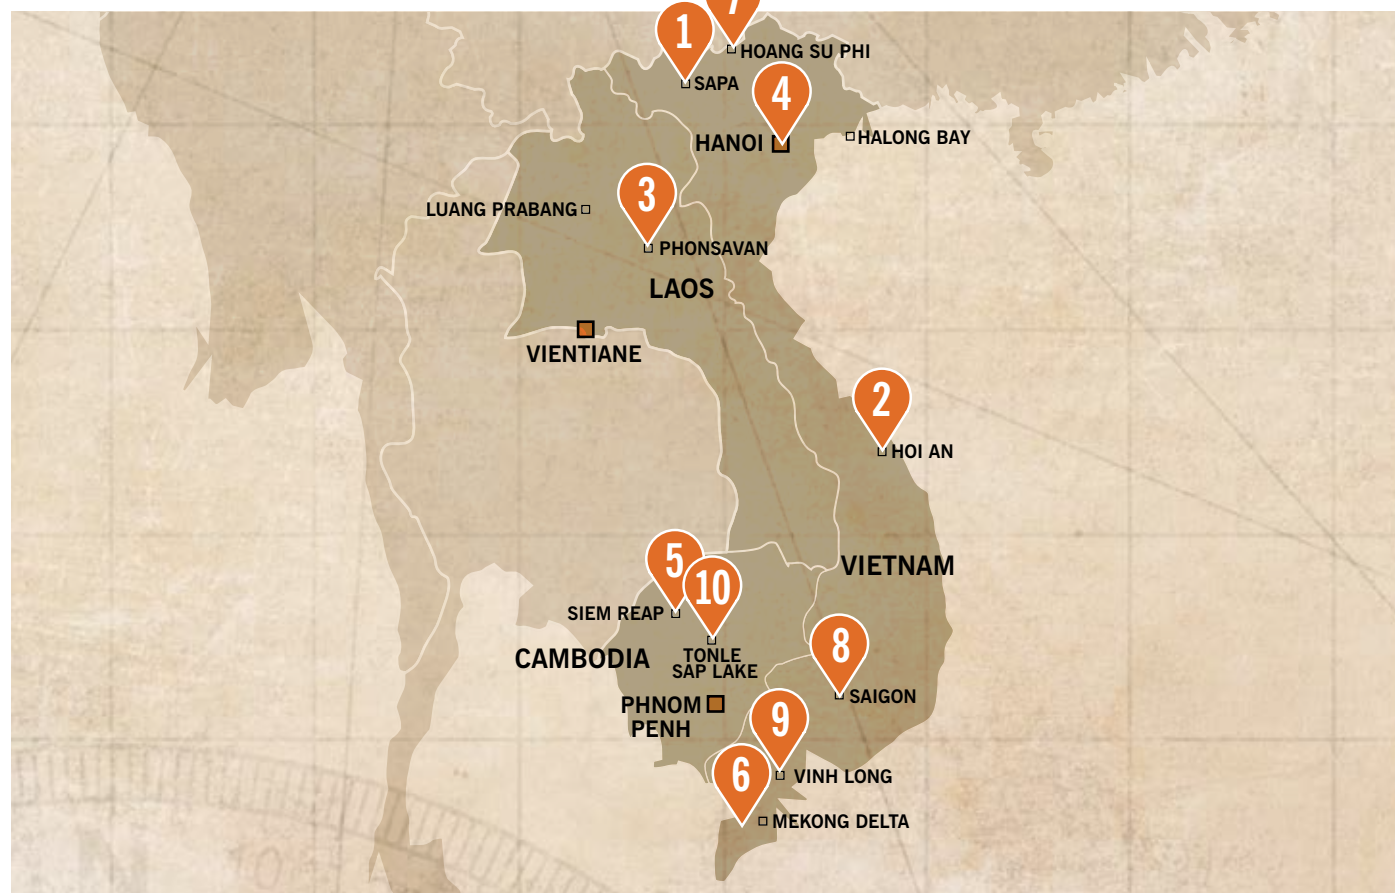 7
1
HOANG SU PHI
SAPA
4
HANOI
HALONG BAY
3
LUANG PRABANG
PHONSAVAN
LAOS
VIENTIANE
2
HOI AN
5
VIETNAM
10
SIEM REAP
8
CAMBODIA
TONLE
SAP LAKE
SAIGON
PHNOM
PENH
9
6
VINH LONG
MEKONG DELTA
N